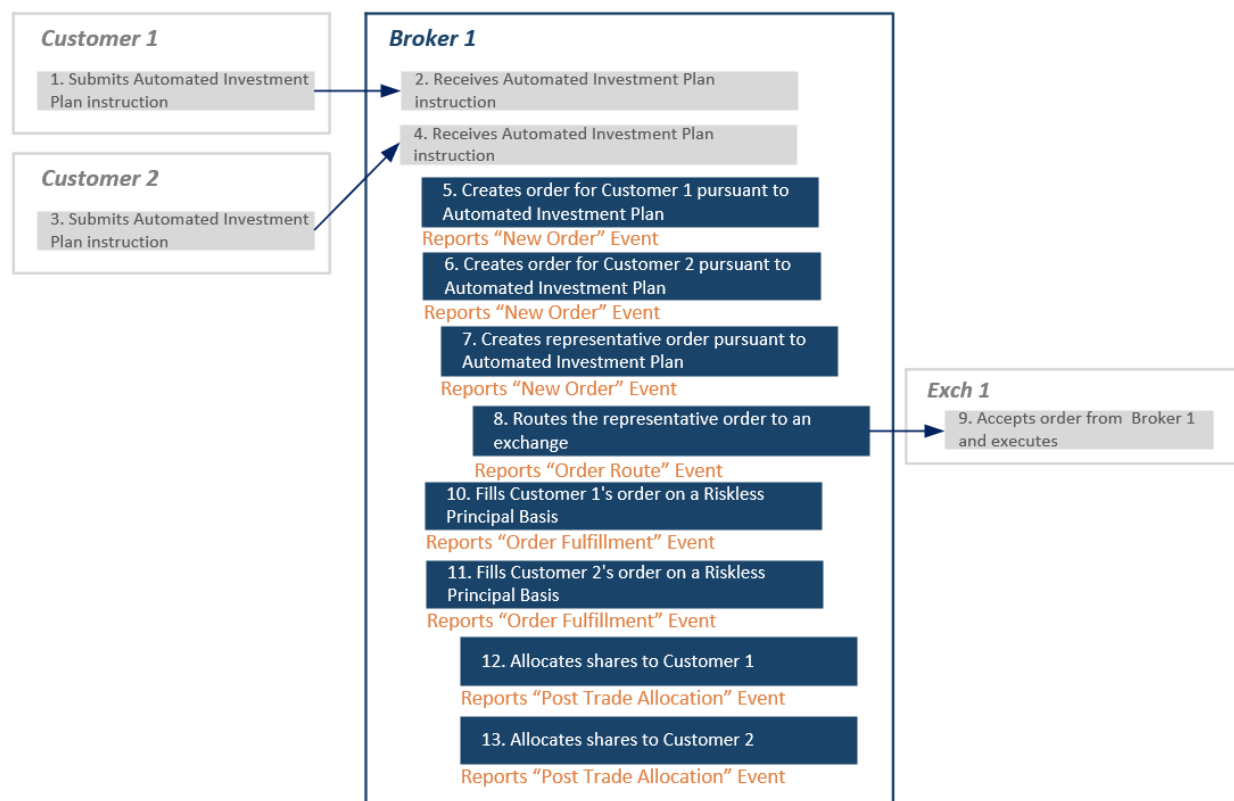 Customer 1
1. Submits Automated Investment
Plan instruction
Customer 2
3. Submits Automated Investment
Plan instruction
Broker 1
2. Receives Automated Investment Plan
instruction
4. Receives Automated Investment Plan
instruction
5. Creates order for Customer 1 pursuant to
Automated Investment Plan
Reports “New Order” Event
6. Creates order for Customer 2 pursuant to
Automated Investment Plan
Reports “New Order” Event
7. Creates representative order pursuant to
Automated Investment Plan
Reports “New Order” Event
8. Routes the representative order to an
exchange
Reports “Order Route” Event
Exch 1
9. Accepts order from Broker 1
and executes
10. Fills Customer 1's order on a Riskless
Principal Basis
Reports “Order Fulfillment” Event
11. Fills Customer 2's order on a Riskless
Principal Basis
Reports “Order Fulfillment” Event
12. Allocates shares to Customer 1
Reports “Post Trade Allocation” Event
13. Allocates shares to Customer 2
Reports “Post Trade Allocation” Event